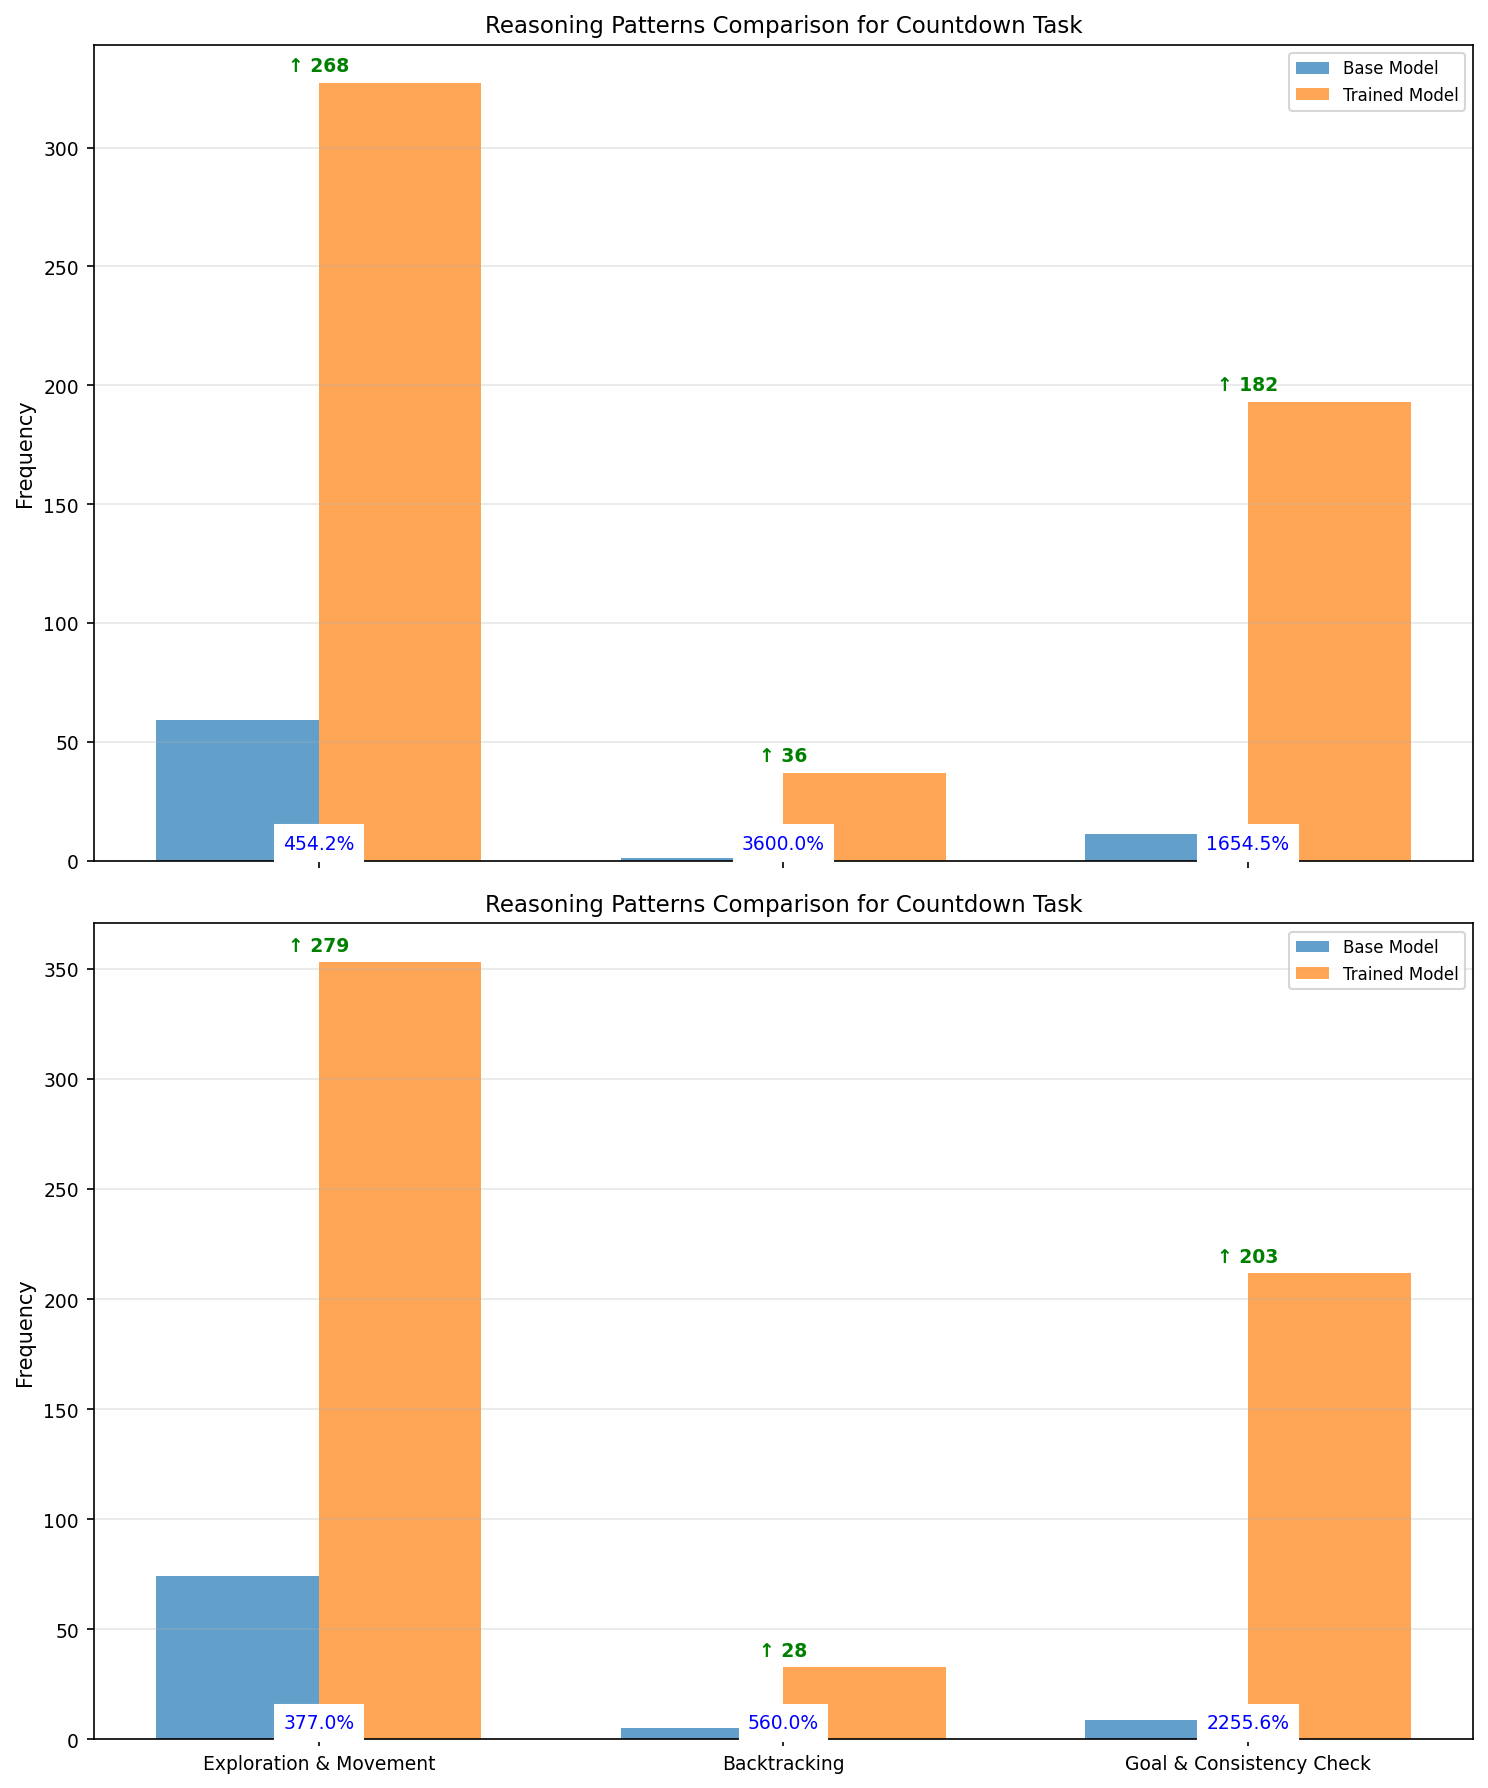 Reasoning Patterns Comparison for Countdown Task
↑ 268
Base Model
Trained Model
300
250
200
↑ 182
Frequency
150
100
50
↑ 36
0
454.2%
3600.0%
1654.5%
Reasoning Patterns Comparison for Countdown Task
↑ 279
Base Model
Trained Model
350
300
250
↑ 203
200
Frequency
150
100
50
↑ 28
0
377.0%
560.0%
2255.6%
Exploration & Movement
Backtracking
Goal & Consistency Check